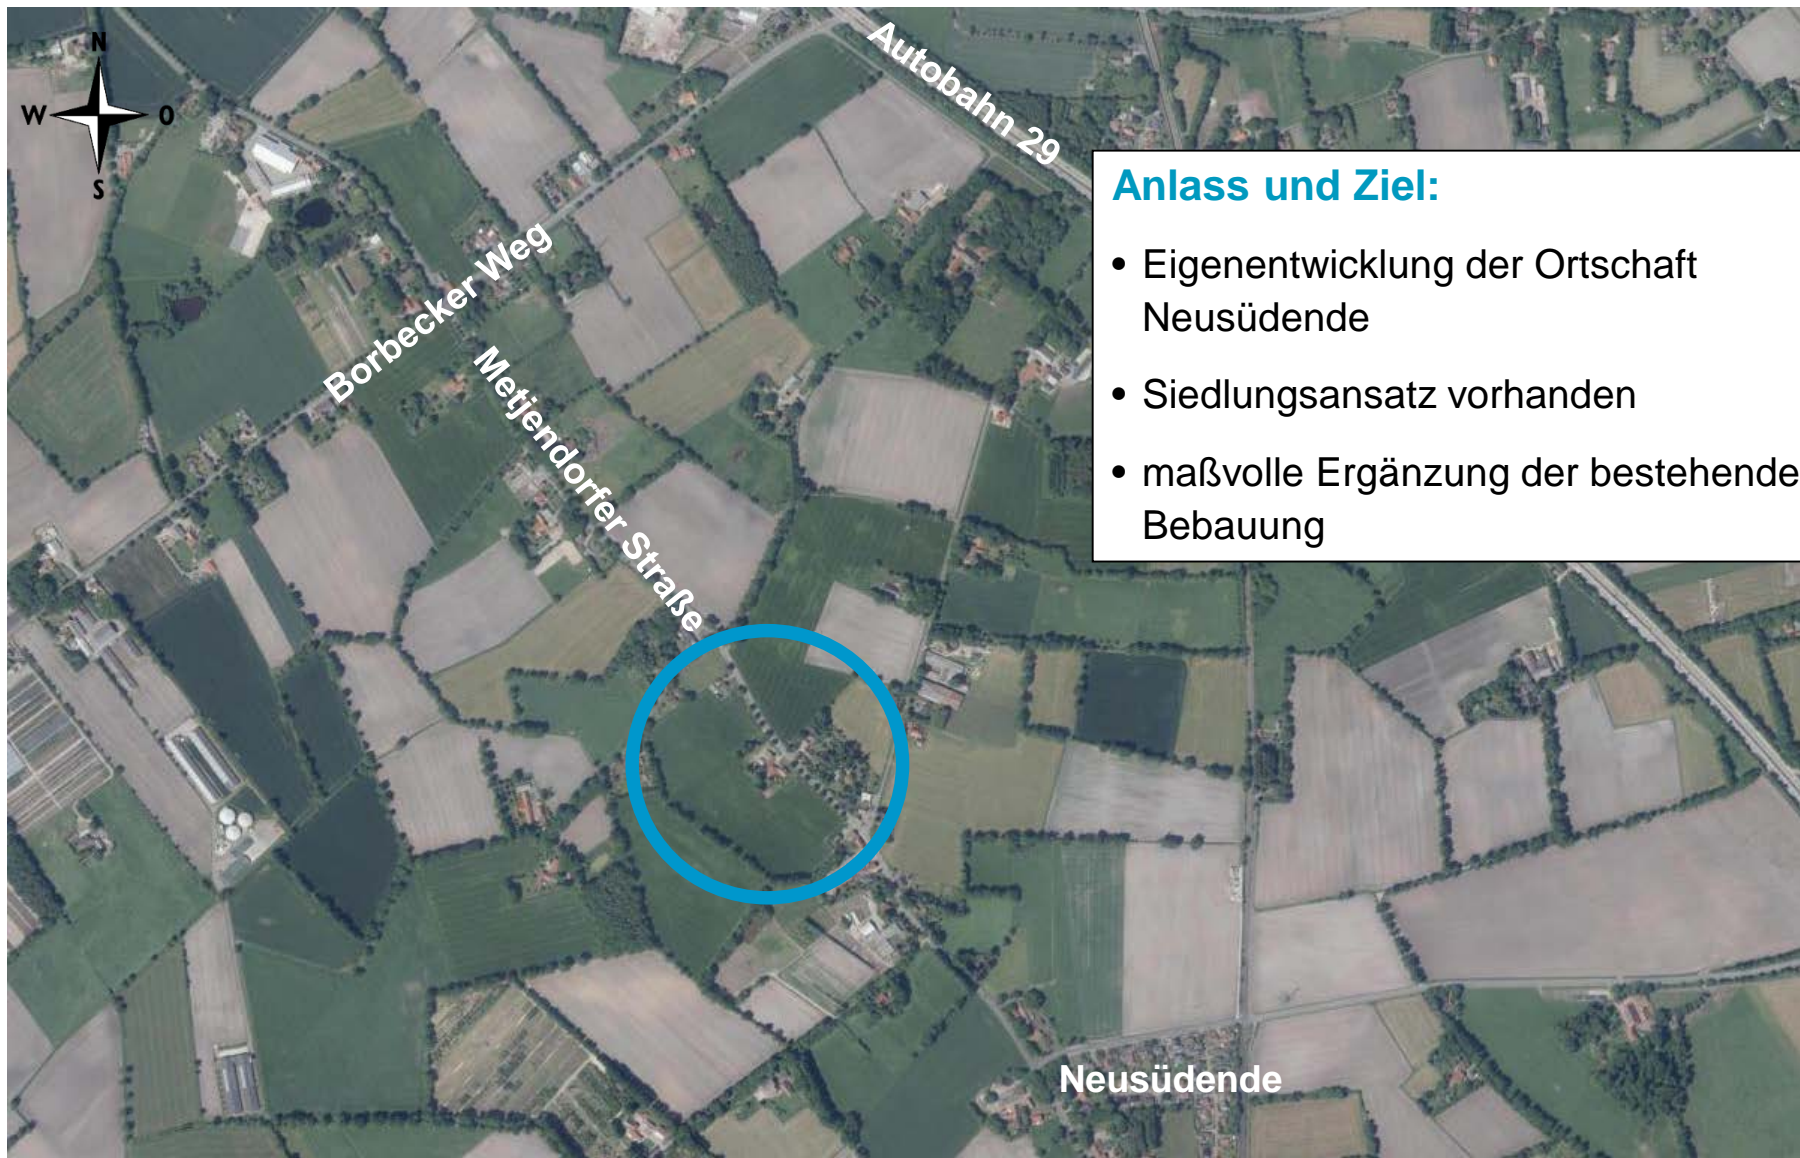 N
W O
S
Autobahn 29
Borbecker Weg
Metjendorfer Straße
Anlass und Ziel:
• Eigenentwicklung der Ortschaft
Neusüdende
• Siedlungsansatz vorhanden
• maßvolle Ergänzung der bestehende
Bebauung
Neusüdende